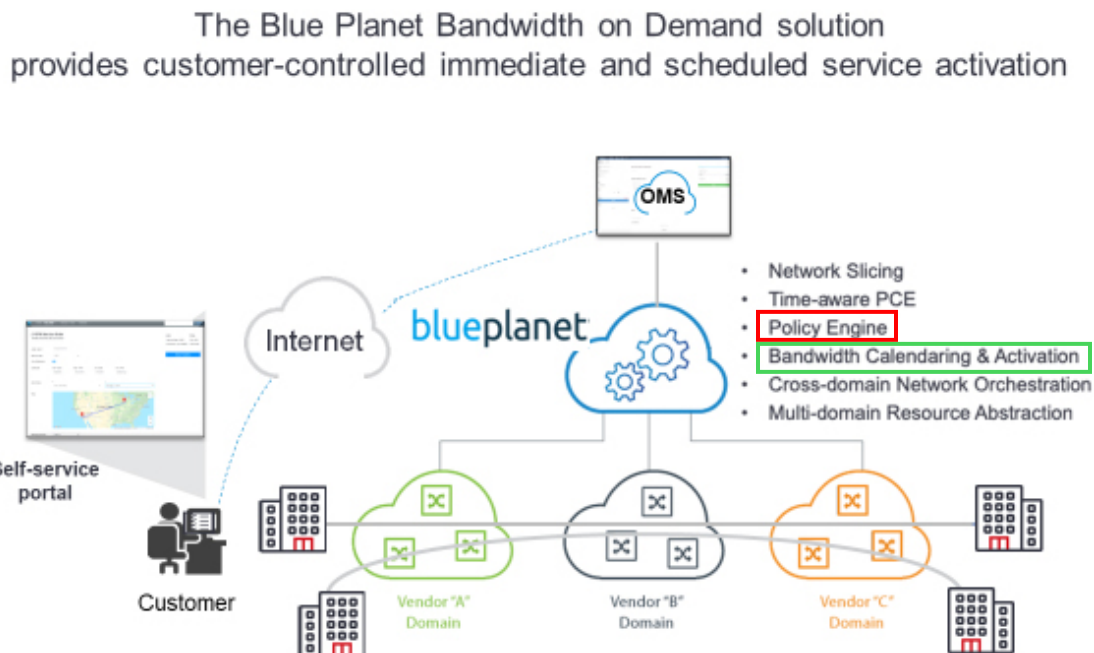 The Blue Planet Bandwidth on Demand solution
provides customer-controlled immediate and scheduled service activation
OMS
Internet
blueplanet
• Network Slicing
• Time-aware PCE
• Policy Engine
• Bandwidth Calendaring & Activation
• Cross-domain Network Orchestration
• Multi-domain Resource Abstraction
Self-service
portal
Customer
Vendor "A"
Domain
Vendor "B"
Domain
Vendor "C"
Domain